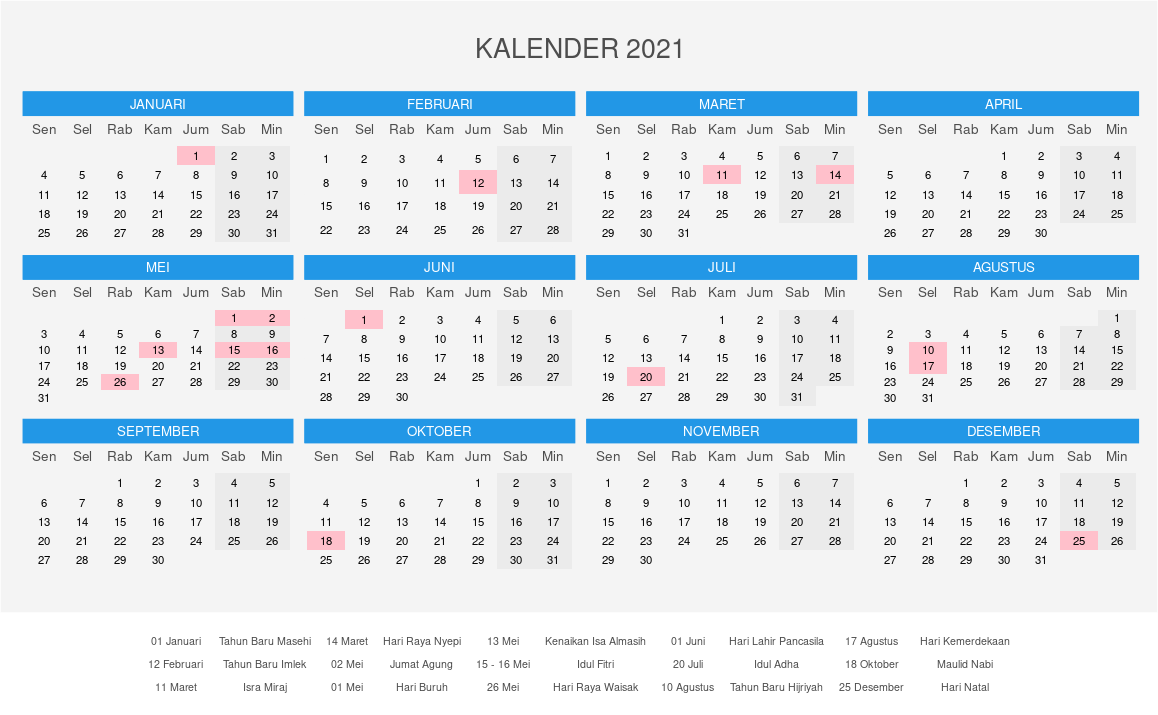 KALENDER 2021
JANUARI FEBRUARI MARET APRIL
Sen Sel Rab Kam Jum Sab Min Sen Sel Rab Kam Jum Sab Min Sen Sel Rab Kam Jum Sab Min Sen Sel Rab Kam Jum Sab Min
1 2 3 1 2 3 4 5 6 7 1 2 3 4 5 6 7 1 2 3 4
4 5 6 7 8 9 10 8 9 10 11 12 13 14 8 9 10 11 12 13 14 5 6 7 8 9 10 11
11 12 13 14 15 16 17 15 16 17 18 19 20 21 15 16 17 18 19 20 21 12 13 14 15 16 17 18
18 19 20 21 22 23 24 22 23 24 25 26 27 28 22 23 24 25 26 27 28 19 20 21 22 23 24 25
25 26 27 28 29 30 31 29 30 31 26 27 28 29 30
MEI JUNI JULI AGUSTUS
Sen Sel Rab Kam Jum Sab Min Sen Sel Rab Kam Jum Sab Min Sen Sel Rab Kam Jum Sab Min Sen Sel Rab Kam Jum Sab Min
1 2 1 2 3 4 5 6 1 2 3 4 1
3 4 5 6 7 8 9 7 8 9 10 11 12 13 5 6 7 8 9 10 11 2 3 4 5 6 7 8
10 11 12 13 14 15 16 14 15 16 17 18 19 20 12 13 14 15 16 17 18 9 10 11 12 13 14 15
17 18 19 20 21 22 23 21 22 23 24 25 26 27 19 20 21 22 23 24 25 16 17 18 19 20 21 22
24 25 26 27 28 29 30 28 29 30 26 27 28 29 30 31 23 24 25 26 27 28 29
31 30 31
SEPTEMBER OKTOBER NOVEMBER DESEMBER
Sen Sel Rab Kam Jum Sab Min Sen Sel Rab Kam Jum Sab Min Sen Sel Rab Kam Jum Sab Min Sen Sel Rab Kam Jum Sab Min
1 2 3 4 5 1 2 3 1 2 3 4 5 6 7 1 2 3 4 5
6 7 8 9 10 11 12 4 5 6 7 8 9 10 8 9 10 11 12 13 14 6 7 8 9 10 11 12
13 14 15 16 17 18 19 11 12 13 14 15 16 17 15 16 17 18 19 20 21 13 14 15 16 17 18 19
20 21 22 23 24 25 26 18 19 20 21 22 23 24 22 23 24 25 26 27 28 20 21 22 23 24 25 26
27 28 29 30 25 26 27 28 29 30 31 29 30 27 28 29 30 31
01 Januari Tahun Baru Masehi 14 Maret Hari Raya Nyepi 13 Mei Kenaikan Isa Almasih 01 Juni Hari Lahir Pancasila 17 Agustus Hari Kemerdekaan
12 Februari Tahun Baru Imlek 02 Mei Jumat Agung 15 - 16 Mei Idul Fitri 20 Juli Idul Adha 18 Oktober Maulid Nabi
11 Maret Isra Miraj 01 Mei Hari Buruh 26 Mei Hari Raya Waisak 10 Agustus Tahun Baru Hijriyah 25 Desember Hari Natal